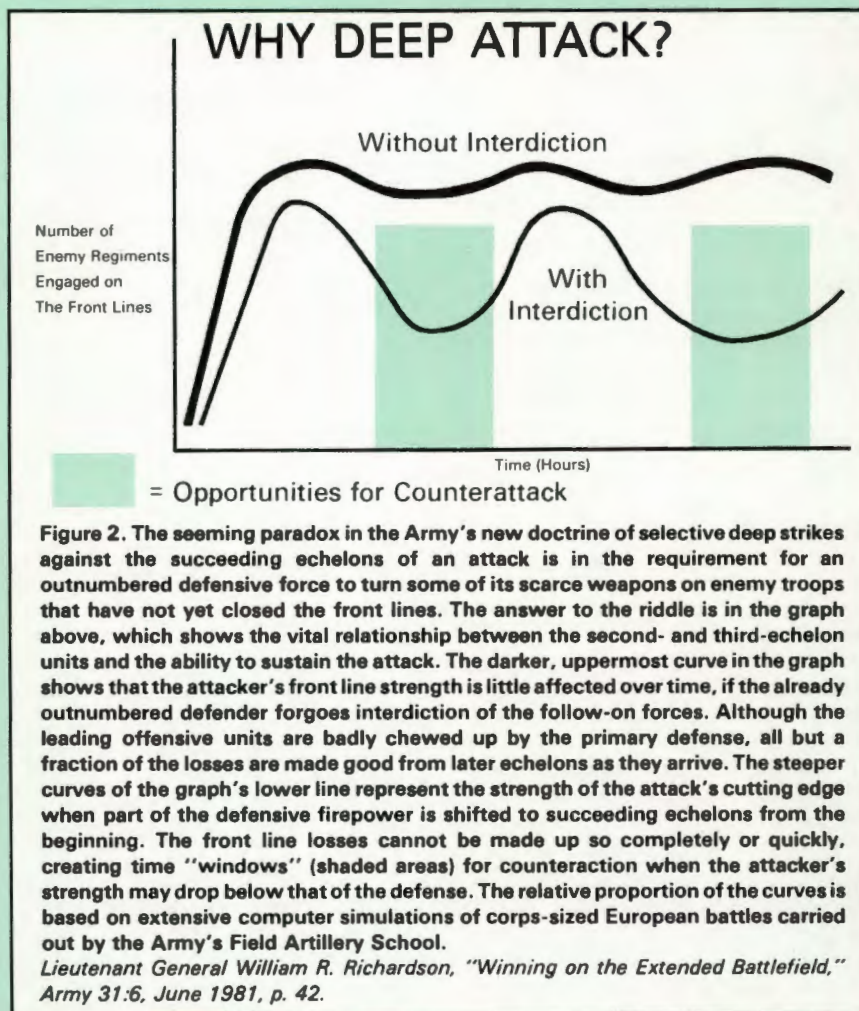 WHY DEEP ATTACK?
Without Interdiction
Number of
Enemy Regiments
Engaged on
The Front Lines
With
Interdiction
Time (Hours)
= Opportunities for Counterattack
Figure 2. The seeming paradox in the Army's new doctrine of selective deep strikes
against the succeeding echelons of an attack is in the requirement for an
outnumbered defensive force to turn some of its scarce weapons on enemy troops
that have not yet closed the front lines. The answer to the riddle is in the graph
above, which shows the vital relationship between the second- and third-echelon
units and the ability to sustain the attack. The darker, uppermost curve in the graph
shows that the attacker's front line strength is little affected over time, if the already
outnumbered defender forgoes interdiction of the follow-on forces. Although the
leading offensive units are badly chewed up by the primary defense, all but a
fraction of the losses are made good from later echelons as they arrive. The steeper
curves of the graph's lower line represent the strength of the attack's cutting edge
when part of the defensive firepower is shifted to succeeding echelons from the
beginning. The front line losses cannot be made up so completely or quickly,
creating time "windows" (shaded areas) for counteraction when the attacker's
strength may drop below that of the defense. The relative proportion of the curves is
based on extensive computer simulations of corps-sized European battles carried
out by the Army's Field Artillery School.
Lieutenant General William R. Richardson, "Winning on the Extended Battlefield,"
Army 31:6, June 1981, p. 42.